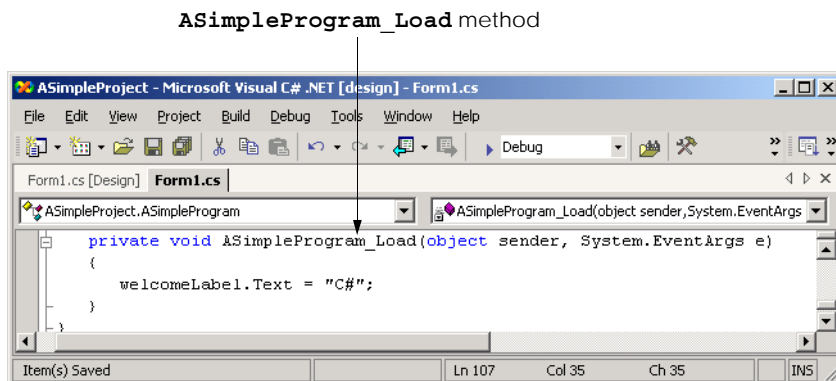 ASimpleProgram_Load method
ASimpleProject - Microsoft Visual C# .NET [design] - Form1.cs
File Edit View Project Build Debug Tools Window Help
Debug
Form1.cs [Design] Form1.cs
ASimpleProject.ASimpleProgram ASimpleProgram_Load(object sender,System.EventArgs
private void ASimpleProgram_Load(object sender, System.EventArgs e)
{
welcomeLabel.Text = "C#";
}
}
Item(s) Saved Ln 107 Col 35 Ch 35 INS